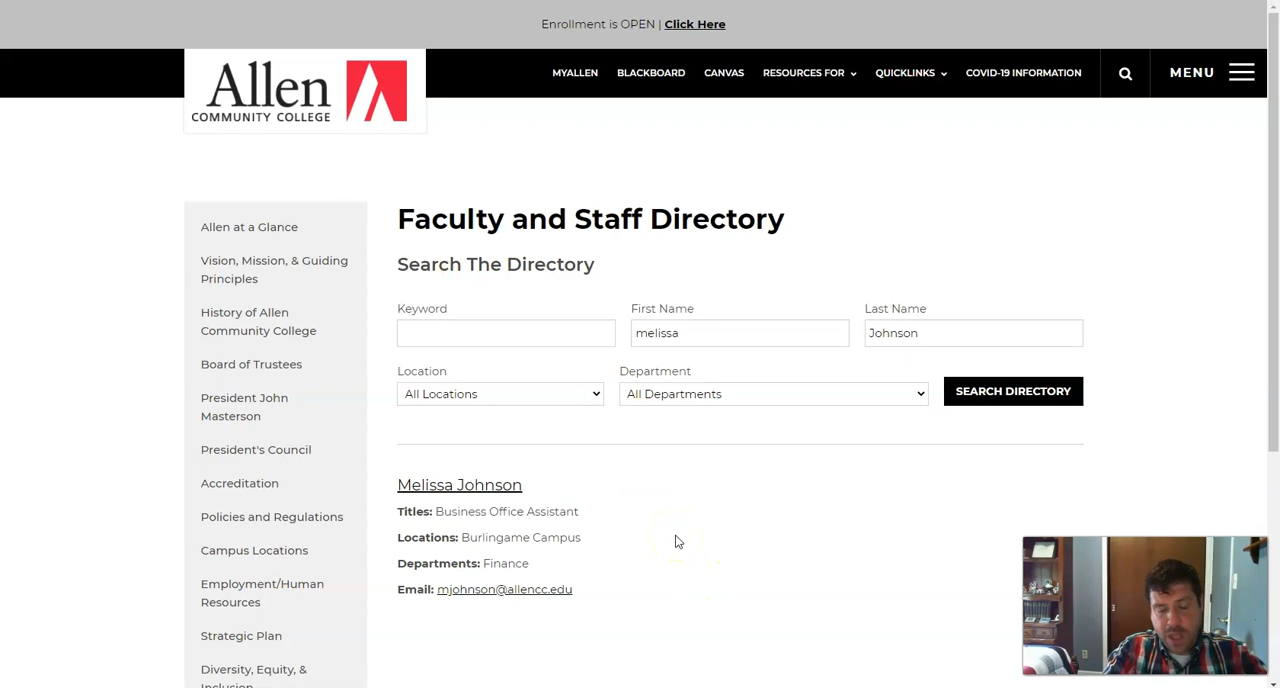 Enrollment is OPEN | Click Here
Allen
COMMUNITY COLLEGE
MYALLEN BLACKBOARD CANVAS RESOURCES FOR QUICKLINKS COVID-19 INFORMATION MENU
Allen at a Glance
Vision, Mission, & Guiding
Principles
History of Allen
Community College
Board of Trustees
President John
Masterson
President's Council
Accreditation
Policies and Regulations
Campus Locations
Employment/Human
Resources
Strategic Plan
Diversity, Equity, &
Inclusion
Faculty and Staff Directory
Search The Directory
Keyword First Name Last Name
melissa Johnson
Location Department
All Locations All Departments SEARCH DIRECTORY
Melissa Johnson
Titles: Business Office Assistant
Locations: Burlingame Campus
Departments: Finance
Email: mjohnson@allencc.edu